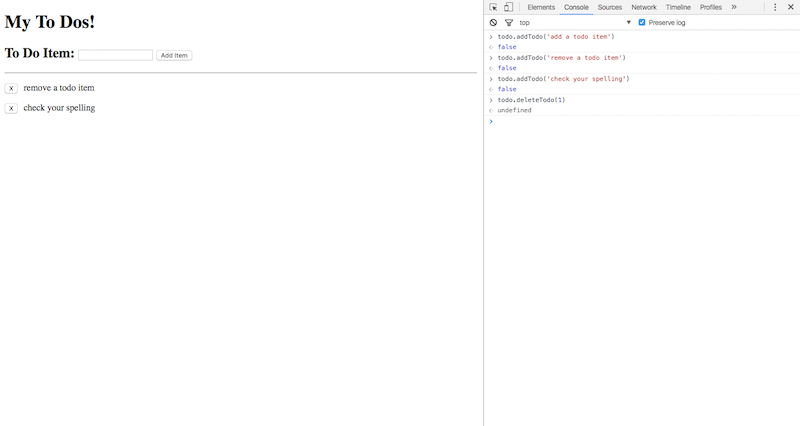 My To Dos!
To Do Item: Add Item
x remove a todo item
x check your spelling
Elements Console Sources Network Timeline Profiles »
top ▼ Preserve log
> todo.addTodo('add a todo item')
< false
> todo.addTodo('remove a todo item')
< false
> todo.addTodo('check your spelling')
< false
> todo.deleteTodo(1)
< undefined
>